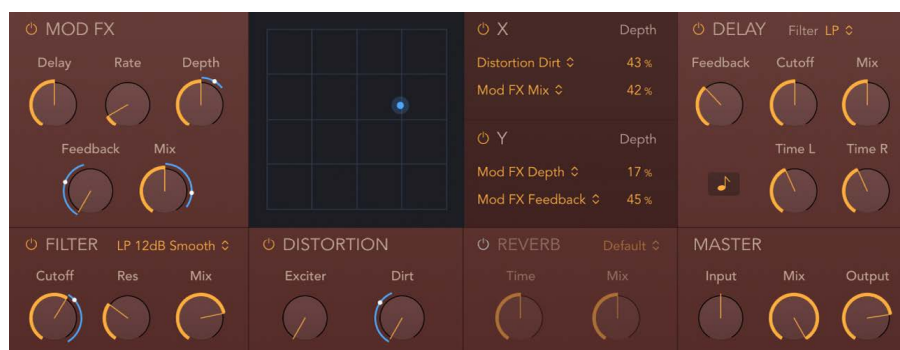 MOD FX
Delay Rate Depth
Feedback Mix
X Depth
Distortion Dirt 43 %
Mod FX Mix 42 %
Y Depth
Mod FX Depth 17 %
Mod FX Feedback 45 %
DELAY Filter LP
Feedback Cutoff Mix
Time L Time R
FILTER LP 12dB Smooth
Cutoff Res Mix
DISTORTION
Exciter Dirt
REVERB Default
Time Mix
MASTER
Input Mix Output